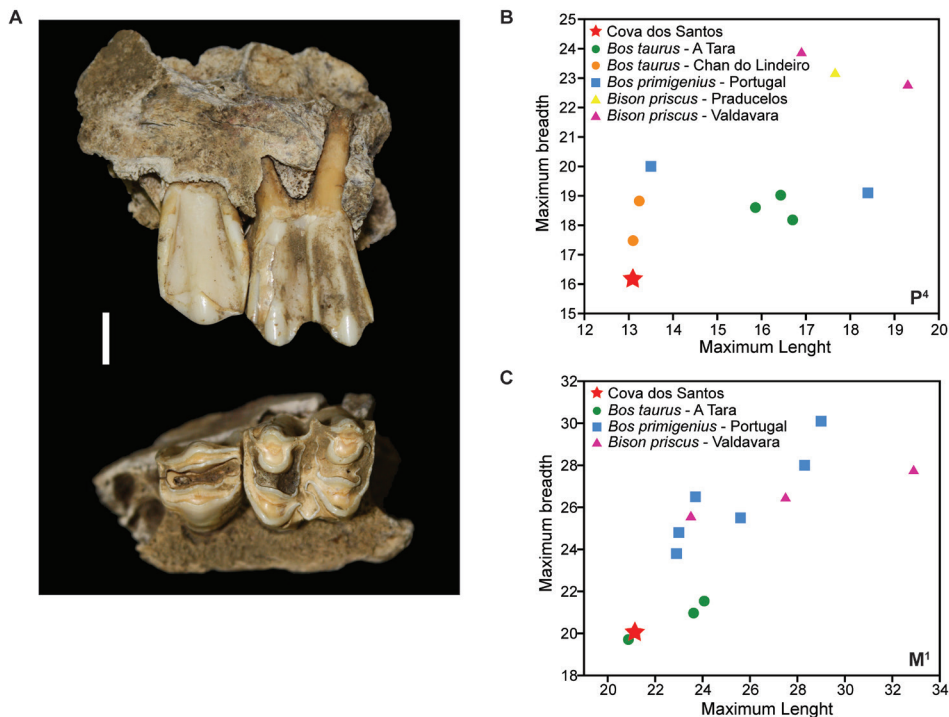 A
B
Cova dos Santos
Bos taurus - A Tara
Bos taurus - Chan do Lindeiro
Bos primigenius - Portugal
Bison priscus - Praducelos
Bison priscus - Valdavara
25
24
23
22
21
20
19
18
17
16
15
Maximum breadth
12 13 14 15 16 17 18 19 20
Maximum Lenght
P⁴
C
Cova dos Santos
Bos taurus - A Tara
Bos primigenius - Portugal
Bison priscus - Valdavara
32
30
28
26
24
22
20
18
Maximum breadth
20 22 24 26 28 30 32 34
Maximum Lenght
M¹